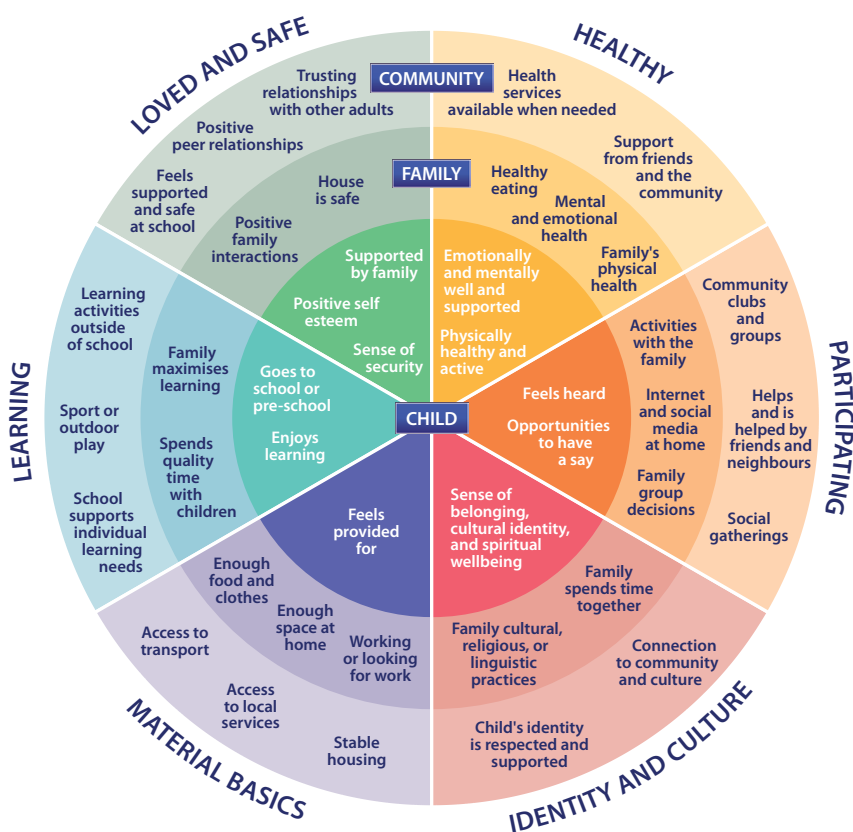 LOVED AND SAFE
HEALTHY
PARTICIPATING
IDENTITY AND CULTURE
MATERIAL BASICS
LEARNING
COMMUNITY
FAMILY
CHILD
Trusting
relationships
with other adults
Positive
peer relationships
Feels
supported
and safe
at school
House
is safe
Positive
family
interactions
Supported
by family
Positive self
esteem
Sense of
security
Health
services
available when needed
Support
from friends
and the
community
Healthy
eating
Mental
and emotional
health
Family's
physical
health
Emotionally
and mentally
well and
supported
Physically
healthy and
active
Community
clubs
and
groups
Helps
and is
helped by
friends and
neighbours
Social
gatherings
Activities
with the
family
Internet
and social
media
at home
Family
group
decisions
Feels heard
Opportunities
to have
a say
Sense of
belonging,
cultural identity,
and spiritual
wellbeing
Family
spends time
together
Family cultural,
religious, or
linguistic
practices
Connection
to community
and culture
Child's identity
is respected and
supported
Feels
provided
for
Enough
food and
clothes
Enough
space at
home
Working
or looking
for work
Access to
transport
Access
to local
services
Stable
housing
Goes to
school or
pre-school
Enjoys
learning
Family
maximises
learning
Spends
quality
time
with
children
Learning
activities
outside
of school
Sport or
outdoor
play
School
supports
individual
learning
needs